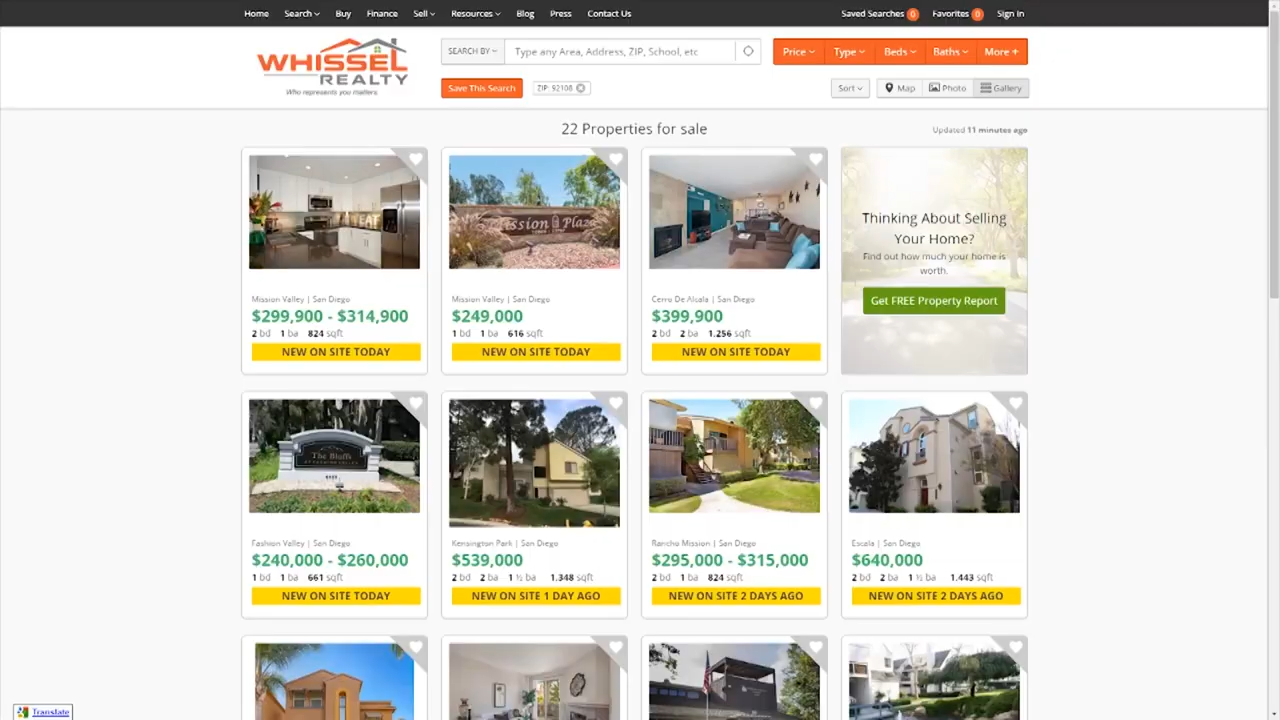 Home Search Buy Finance Sell Resources Blog Press Contact Us Saved Searches 0 Favorites 0 Sign In
WHISSEL
REALTY
Who represents you matters.
SEARCH BY Type any Area, Address, ZIP, School, etc Price Type Beds Baths More +
Save This Search ZIP 92108 Sort Map Photo Gallery
22 Properties for sale Updated 11 minutes ago
EAT
Mission Plaza
Mission Valley | San Diego
$299,900 - $314,900
2 bd 1 ba 824 sqft
NEW ON SITE TODAY
Mission Valley | San Diego
$249,000
1 bd 1 ba 616 sqft
NEW ON SITE TODAY
Cerro De Alcala | San Diego
$399,900
2 bd 2 ba 1,256 sqft
NEW ON SITE TODAY
Thinking About Selling
Your Home?
Find out how much your home is
worth.
Get FREE Property Report
The Bluffs
AT FASHION VALLEY
Fashion Valley | San Diego
$240,000 - $260,000
1 bd 1 ba 661 sqft
NEW ON SITE TODAY
Kensington Park | San Diego
$539,000
2 bd 2 ba 1 ½ ba 1,348 sqft
NEW ON SITE 1 DAY AGO
Rancho Mission | San Diego
$295,000 - $315,000
2 bd 1 ba 824 sqft
NEW ON SITE 2 DAYS AGO
Escala | San Diego
$640,000
2 bd 2 ba 1 ½ ba 1,443 sqft
NEW ON SITE 2 DAYS AGO
Translate